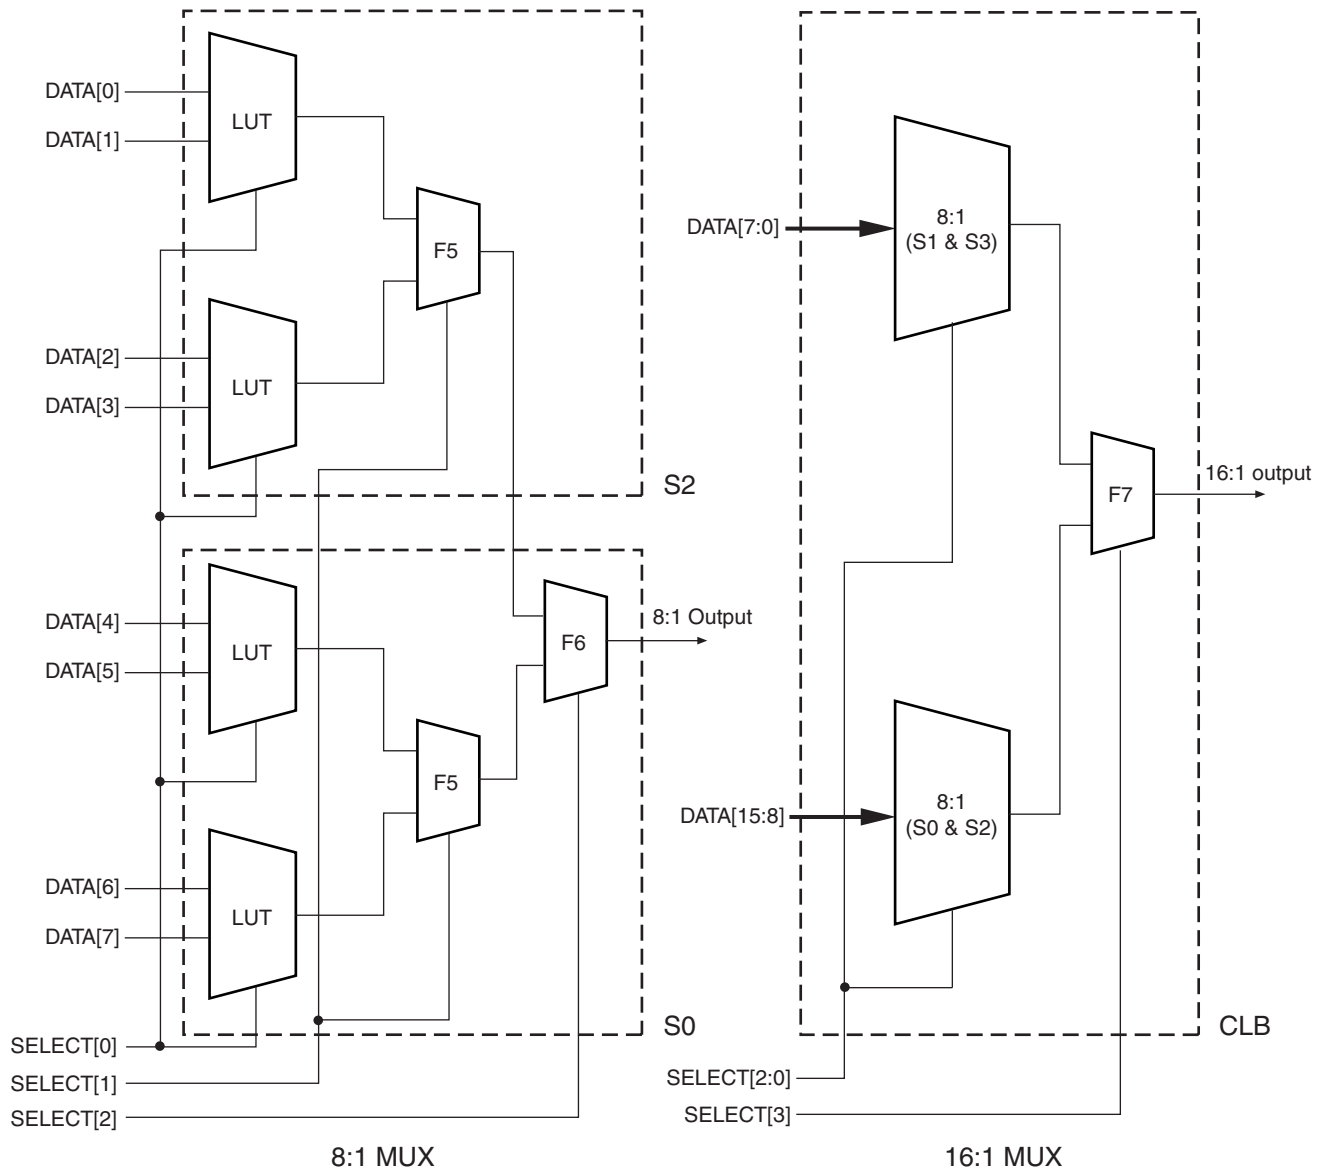 DATA[0]
DATA[1]
LUT
F5
DATA[2]
DATA[3]
LUT
S2
DATA[4]
DATA[5]
LUT
F6
8:1 Output
F5
DATA[6]
DATA[7]
LUT
S0
SELECT[0]
SELECT[1]
SELECT[2]
8:1 MUX
DATA[7:0]
8:1
(S1 & S3)
F7
16:1 output
DATA[15:8]
8:1
(S0 & S2)
CLB
SELECT[2:0]
SELECT[3]
16:1 MUX